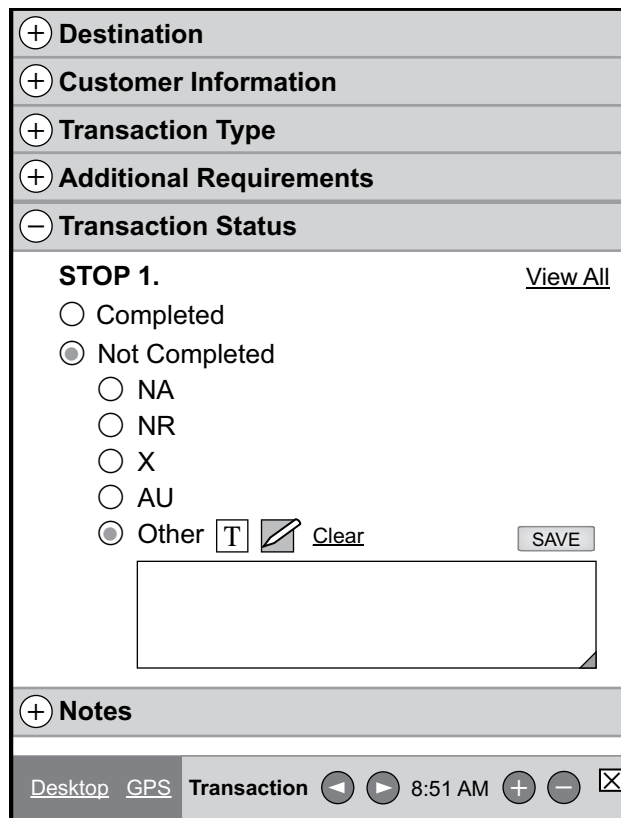 Destination
Customer Information
Transaction Type
Additional Requirements
Transaction Status
STOP 1. View All
Completed
Not Completed
NA
NR
X
AU
Other T Clear SAVE
Notes
Desktop GPS Transaction 8:51 AM